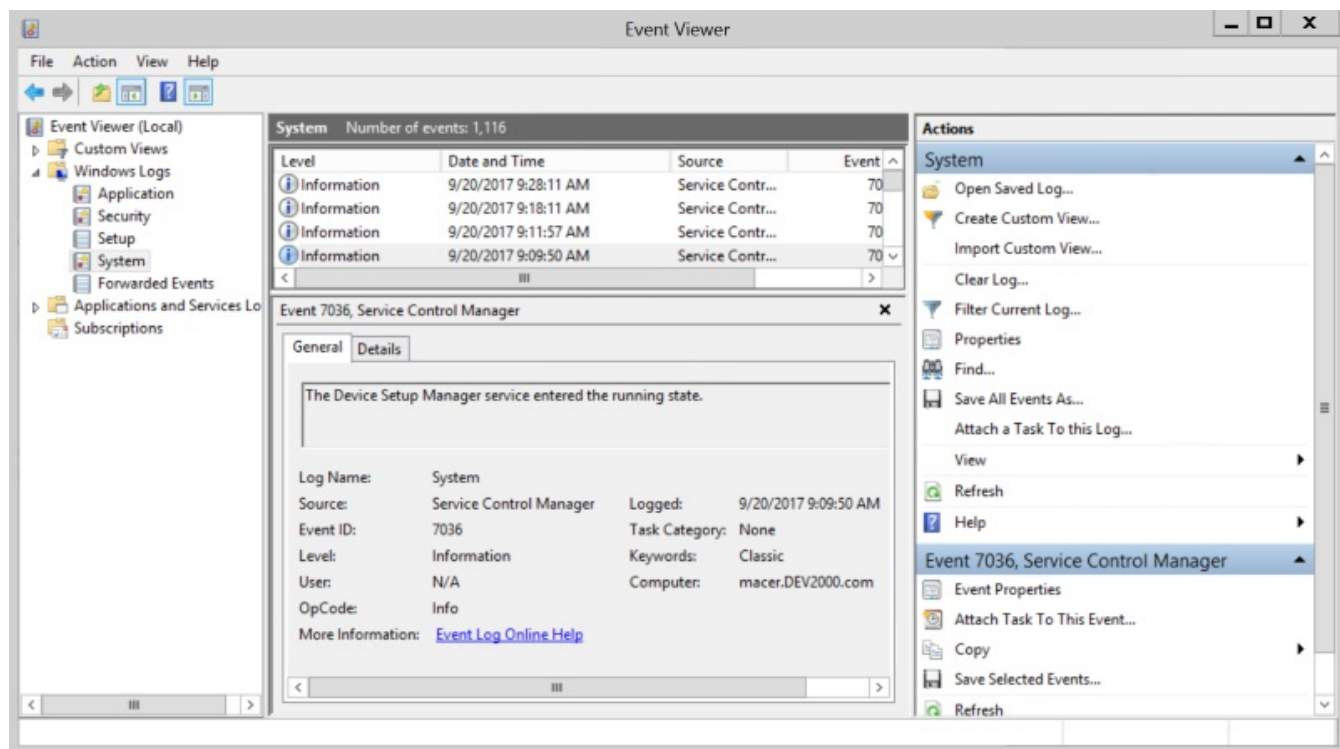 Event Viewer
File Action View Help
Event Viewer (Local)
Custom Views
Windows Logs
Application
Security
Setup
System
Forwarded Events
Applications and Services Lo
Subscriptions
System Number of events: 1,116
Level Date and Time Source Event
Information 9/20/2017 9:28:11 AM Service Contr... 70
Information 9/20/2017 9:18:11 AM Service Contr... 70
Information 9/20/2017 9:11:57 AM Service Contr... 70
Information 9/20/2017 9:09:50 AM Service Contr... 70
Event 7036, Service Control Manager
General Details
The Device Setup Manager service entered the running state.
Log Name: System
Source: Service Control Manager Logged: 9/20/2017 9:09:50 AM
Event ID: 7036 Task Category: None
Level: Information Keywords: Classic
User: N/A Computer: macer.DEV2000.com
OpCode: Info
More Information: Event Log Online Help
Actions
System
Open Saved Log...
Create Custom View...
Import Custom View...
Clear Log...
Filter Current Log...
Properties
Find...
Save All Events As...
Attach a Task To this Log...
View
Refresh
Help
Event 7036, Service Control Manager
Event Properties
Attach Task To This Event...
Copy
Save Selected Events...
Refresh